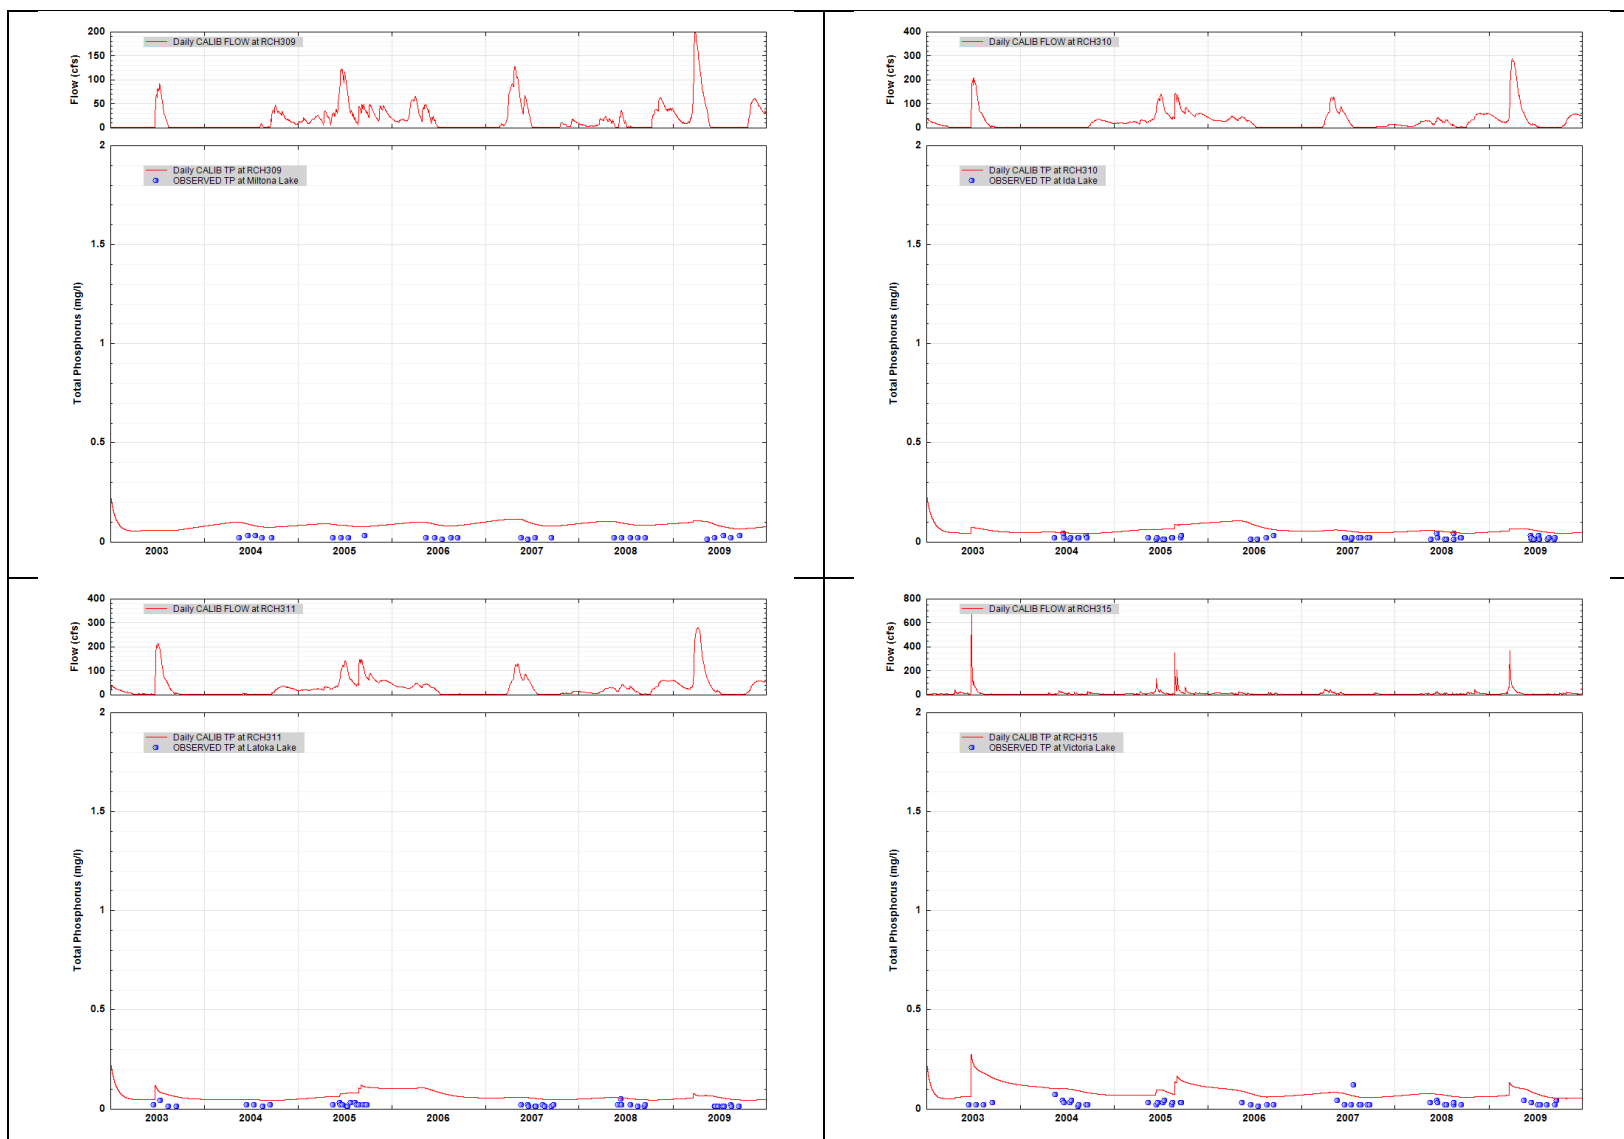 200
150
100
50
0
Flow (cfs)
Daily CALIB FLOW at RCH309
2
1.5
1
0.5
0
Total Phosphorus (mg/l)
Daily CALIB TP at RCH309
OBSERVED TP at Miltona Lake
2003 2004 2005 2006 2007 2008 2009
400
300
200
100
0
Flow (cfs)
Daily CALIB FLOW at RCH310
2
1.5
1
0.5
0
Total Phosphorus (mg/l)
Daily CALIB TP at RCH310
OBSERVED TP at Ida Lake
2003 2004 2005 2006 2007 2008 2009
400
300
200
100
0
Flow (cfs)
Daily CALIB FLOW at RCH311
2
1.5
1
0.5
0
Total Phosphorus (mg/l)
Daily CALIB TP at RCH311
OBSERVED TP at Latoka Lake
2003 2004 2005 2006 2007 2008 2009
800
600
400
200
0
Flow (cfs)
Daily CALIB FLOW at RCH315
2
1.5
1
0.5
0
Total Phosphorus (mg/l)
Daily CALIB TP at RCH315
OBSERVED TP at Victoria Lake
2003 2004 2005 2006 2007 2008 2009